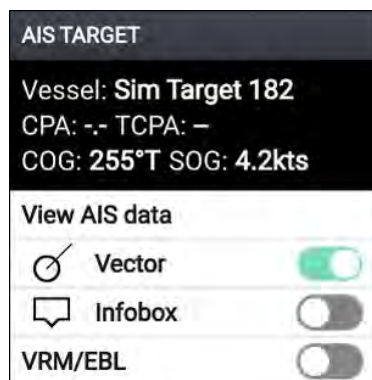 AIS TARGET
Vessel: Sim Target 182
CPA: -.- TCPA: –
COG: 255°T SOG: 4.2kts
View AIS data
Vector
Infobox
VRM/EBL